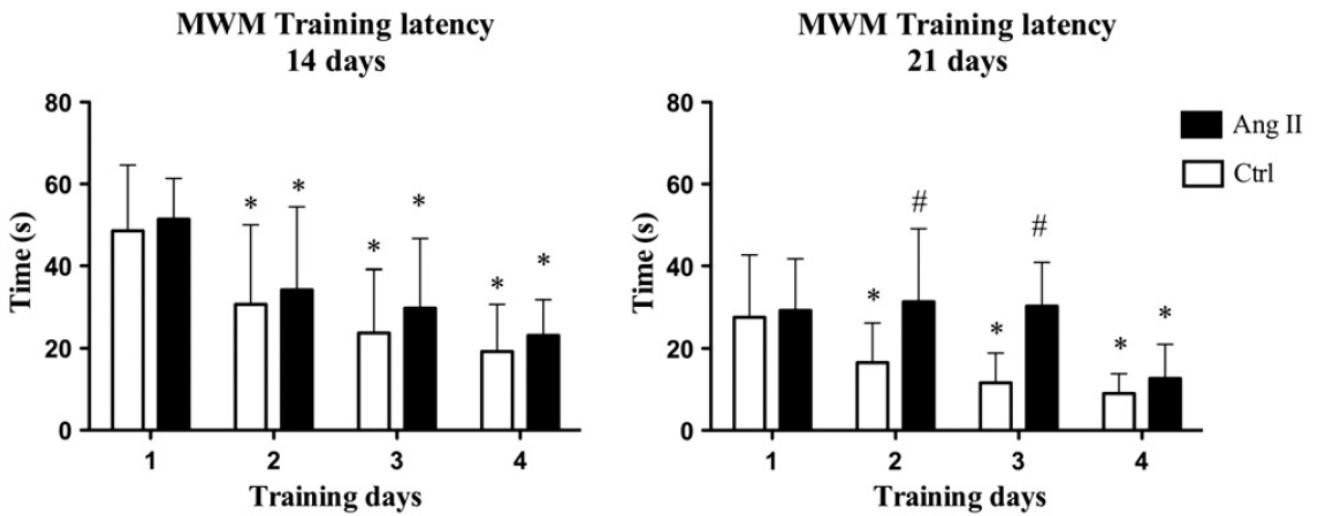 MWM Training latency
14 days
80
60
40
20
0
Time (s)
* * * * * *
1 2 3 4
Training days
MWM Training latency
21 days
80
60
40
20
0
Time (s)
* # * # * *
1 2 3 4
Training days
Ang II
Ctrl